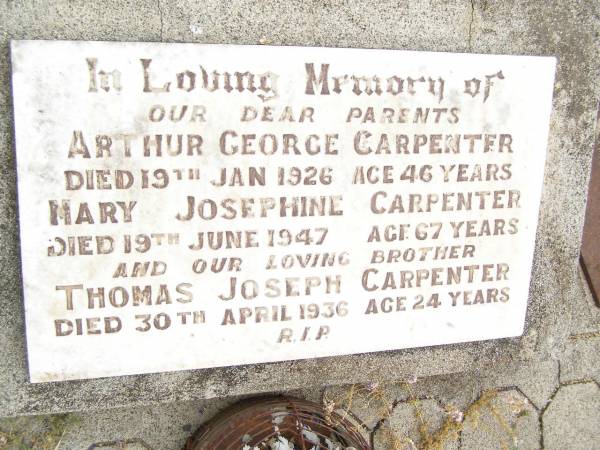 In Loving Memory of
OUR DEAR PARENTS
ARTHUR GEORGE CARPENTER
DIED 19TH JAN 1926 AGE 46 YEARS
MARY JOSEPHINE CARPENTER
DIED 19TH JUNE 1947 AGE 67 YEARS
AND OUR LOVING BROTHER
THOMAS JOSEPH CARPENTER
DIED 30TH APRIL 1936 AGE 24 YEARS
R.I.P.